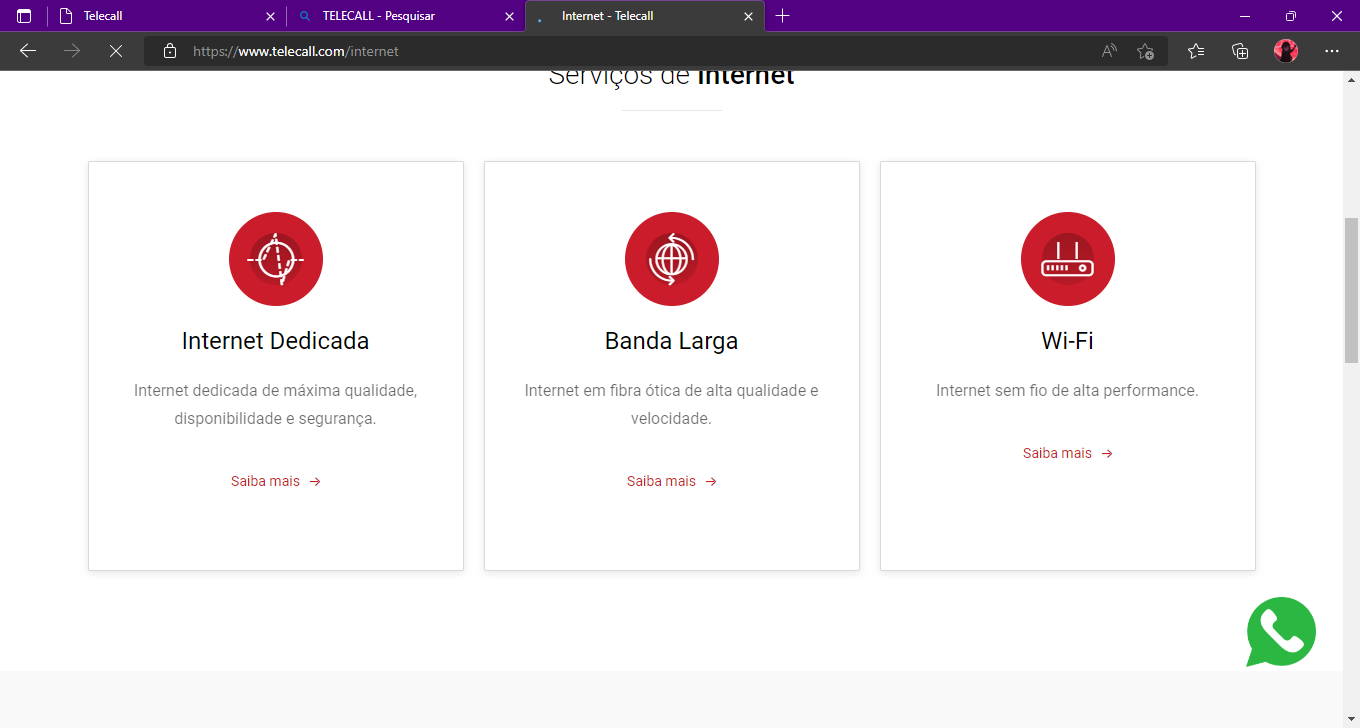 Telecall
TELECALL - Pesquisar
Internet - Telecall
https://www.telecall.com/internet
Serviços de Internet
Internet Dedicada
Internet dedicada de máxima qualidade,
disponibilidade e segurança.
Saiba mais →
Banda Larga
Internet em fibra ótica de alta qualidade e
velocidade.
Saiba mais →
Wi-Fi
Internet sem fio de alta performance.
Saiba mais →